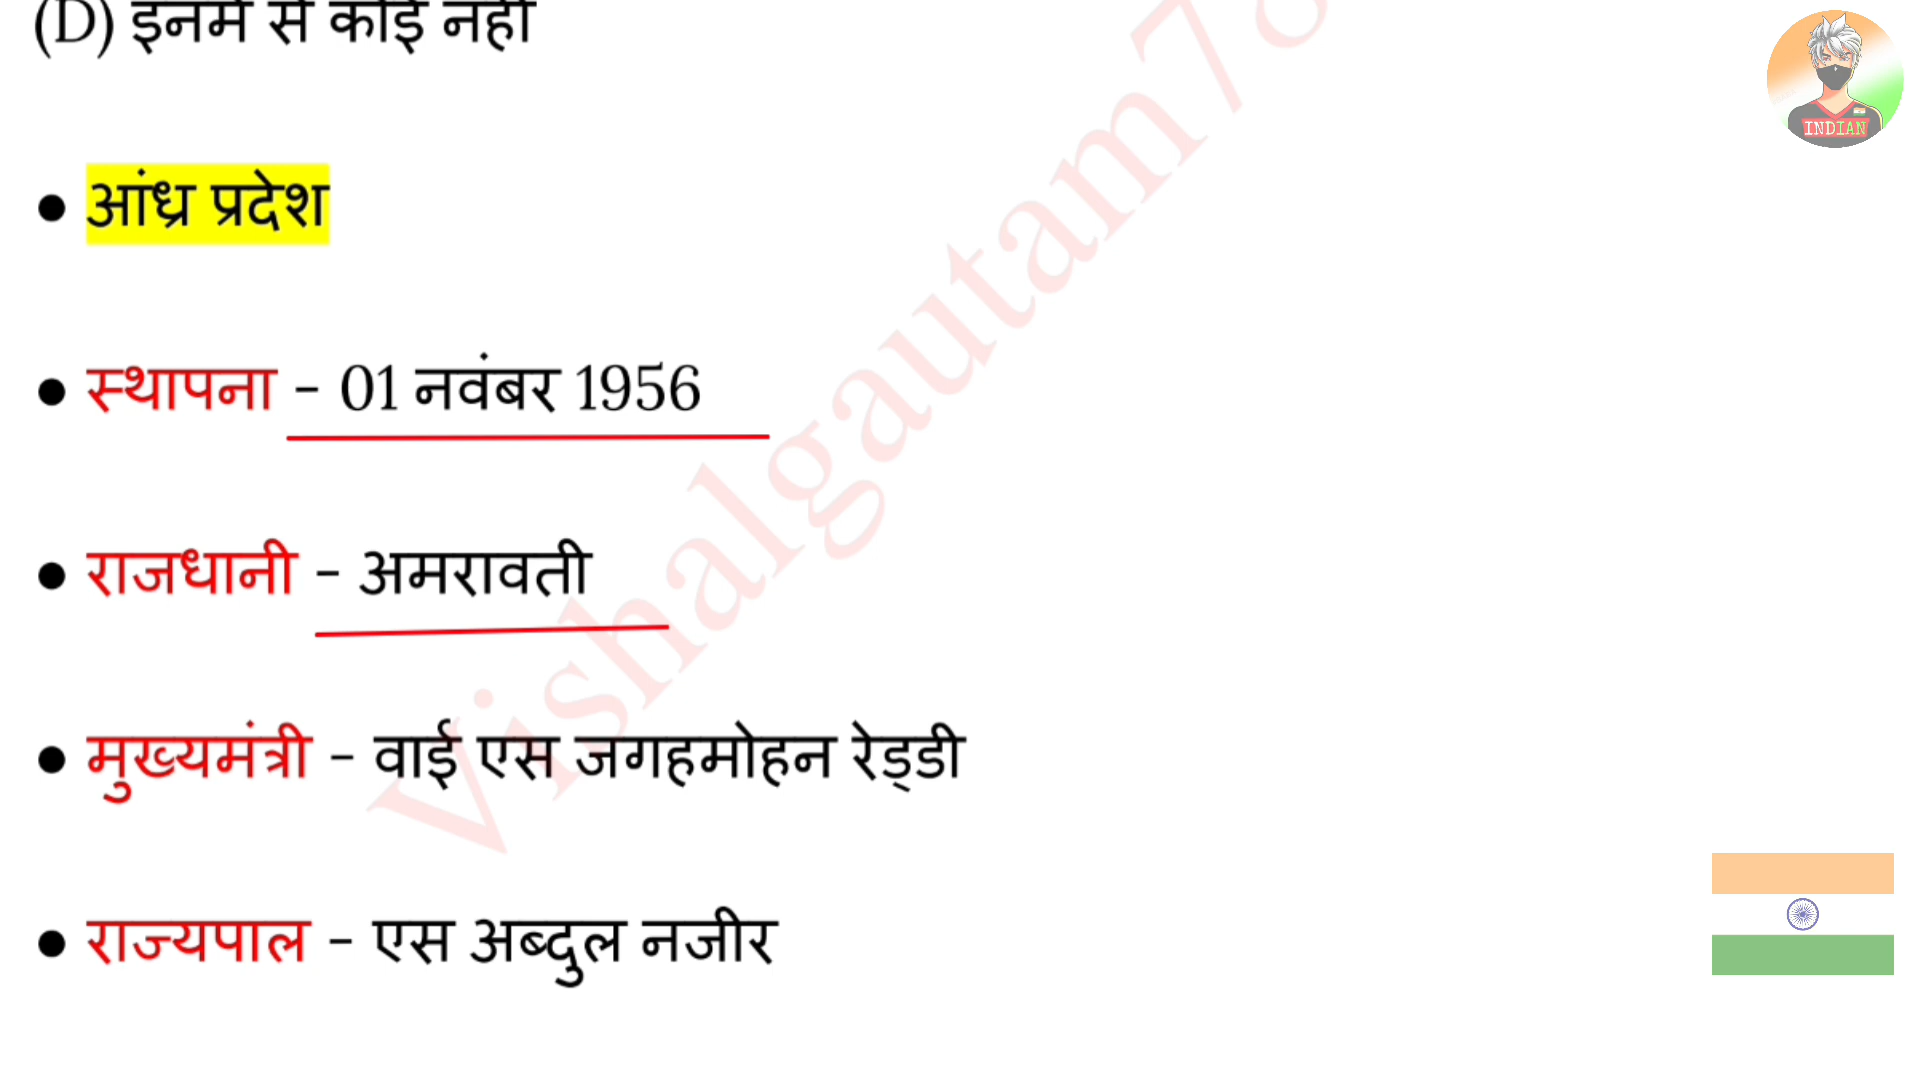 (D) इनमें से कोई नहीं
• आंध्र प्रदेश
• स्थापना - 01 नवंबर 1956
• राजधानी - अमरावती
• मुख्यमंत्री - वाई एस जगहमोहन रेड्डी
• राज्यपाल - एस अब्दुल नजीर
Vishalgautam78
INDIAN